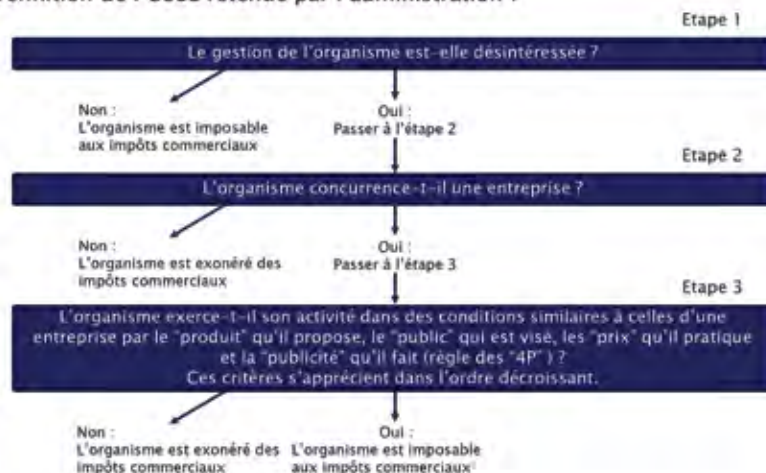 Etape 1
Le gestion de l'organisme est-elle désintéressée ?
Non :
L'organisme est imposable
aux impôts commerciaux
Oui :
Passer à l'étape 2
Etape 2
L'organisme concurrence-t-il une entreprise ?
Non :
L'organisme est exonéré des
impôts commerciaux
Oui :
Passer à l'étape 3
Etape 3
L'organisme exerce-t-il son activité dans des conditions similaires à celles d'une
entreprise par le "produit" qu'il propose, le "public" qui est visé, les "prix" qu'il pratique
et la "publicité" qu'il fait (règle des "4P" ) ?
Ces critères s'apprécient dans l'ordre décroissant.
Non :
L'organisme est exonéré des
impôts commerciaux
Oui :
L'organisme est imposable
aux impôts commerciaux